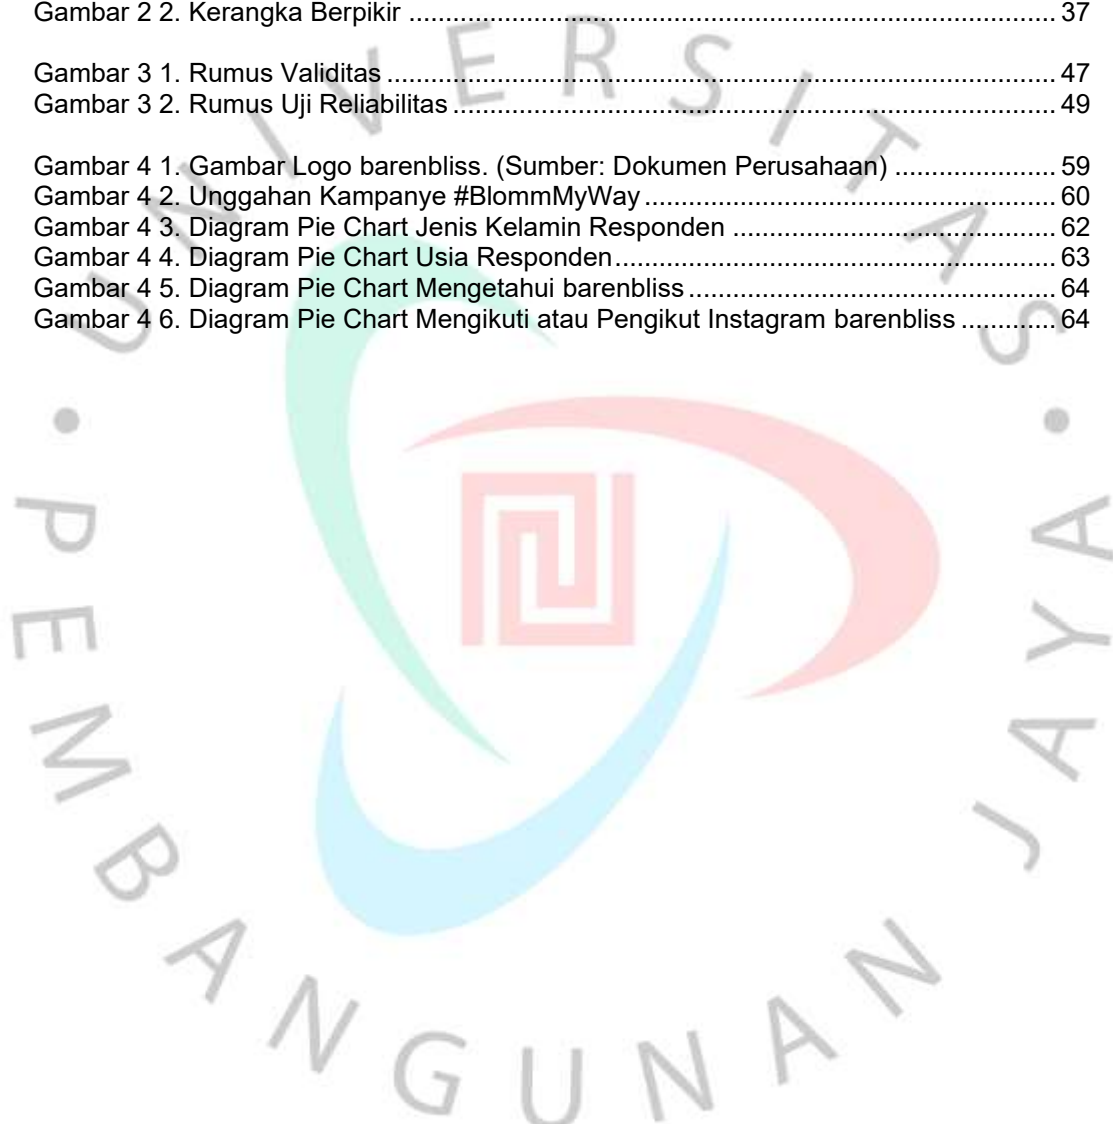 Gambar 2 2. Kerangka Berpikir ............................................................................... 37
Gambar 3 1. Rumus Validitas .................................................................................. 47
Gambar 3 2. Rumus Uji Reliabilitas ......................................................................... 49
Gambar 4 1. Gambar Logo barenbliss. (Sumber: Dokumen Perusahaan) .................... 59
Gambar 4 2. Unggahan Kampanye #BlommMyWay .................................................. 60
Gambar 4 3. Diagram Pie Chart Jenis Kelamin Responden ....................................... 62
Gambar 4 4. Diagram Pie Chart Usia Responden ...................................................... 63
Gambar 4 5. Diagram Pie Chart Mengetahui barenbliss ............................................. 64
Gambar 4 6. Diagram Pie Chart Mengikuti atau Pengikut Instagram barenbliss ............. 64
UNIVERSITAS
• PEMBANGUNAN JAYA •